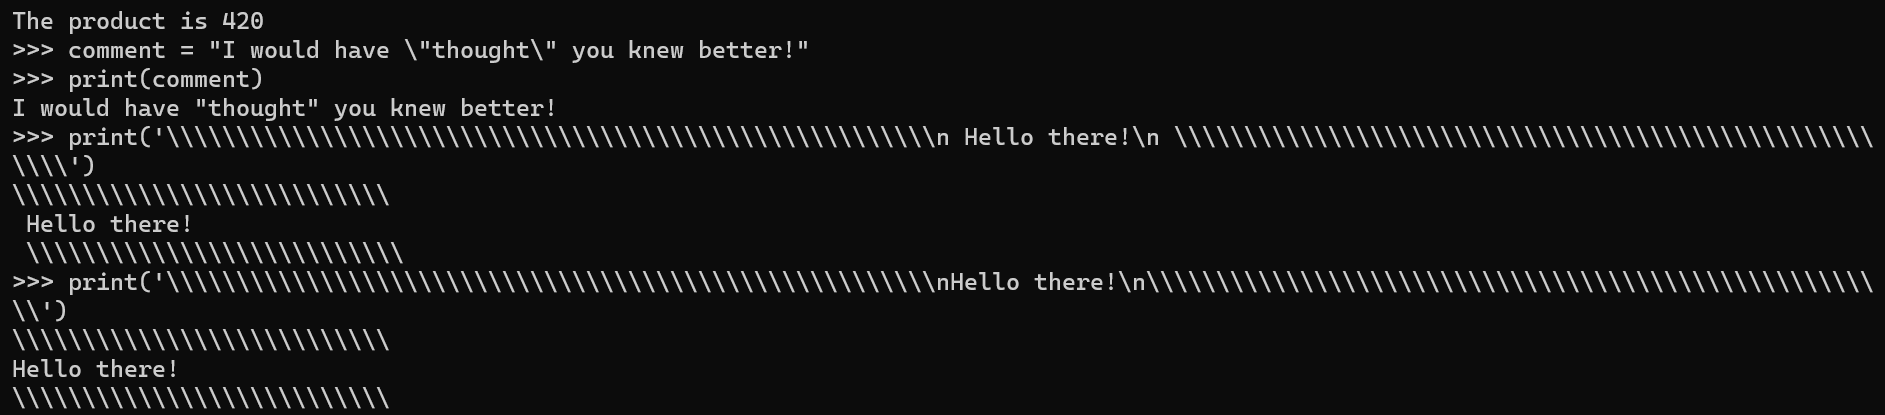 The product is 420
>>> comment = "I would have \"thought\" you knew better!"
>>> print(comment)
I would have "thought" you knew better!
>>> print('\\\\\\\\\\\\\\\\\\\\\\\\\\\\\\\\\\\\\\\\\\\\\\\\\\\\\\\n Hello there!\n \\\\\\\\\\\\\\\\\\\\\\\\\\\\\\\\\\\\\\\\\\\\\\\\\\
\\\\')
\\\\\\\\\\\\\\\\\\\\\\\\\\\
 Hello there!
 \\\\\\\\\\\\\\\\\\\\\\\\\\\
>>> print('\\\\\\\\\\\\\\\\\\\\\\\\\\\\\\\\\\\\\\\\\\\\\\\\\\\\\\\nHello there!\n\\\\\\\\\\\\\\\\\\\\\\\\\\\\\\\\\\\\\\\\\\\\\\\\\\\\
\\')
\\\\\\\\\\\\\\\\\\\\\\\\\\\
Hello there!
\\\\\\\\\\\\\\\\\\\\\\\\\\\